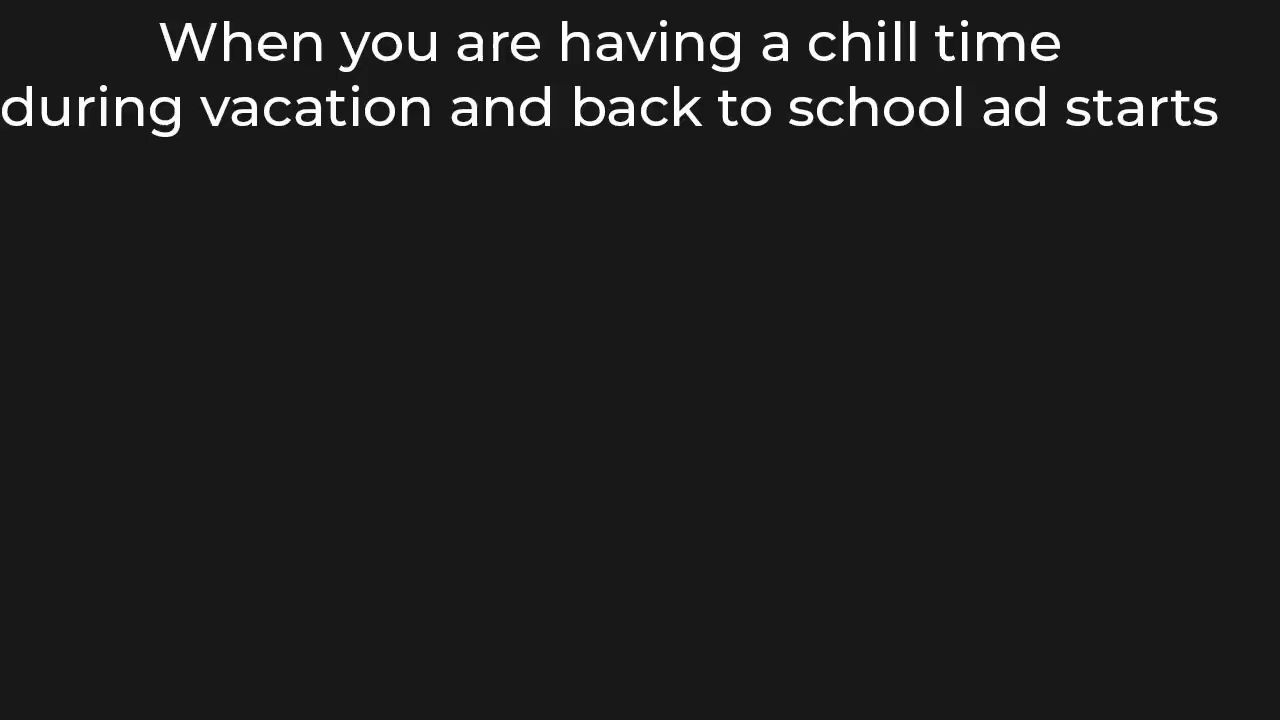 When you are having a chill time
during vacation and back to school ad starts